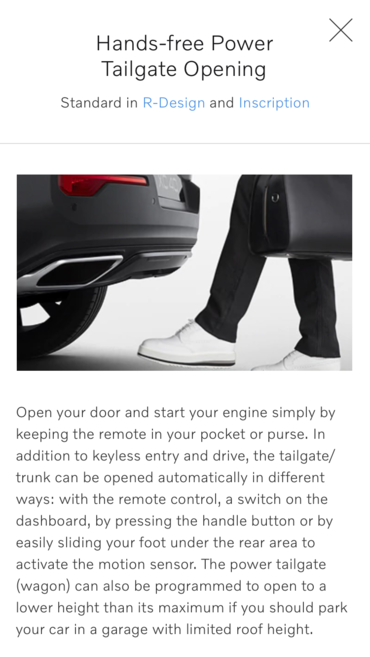 Hands-free Power
Tailgate Opening
Standard in R-Design and Inscription
Open your door and start your engine simply by
keeping the remote in your pocket or purse. In
addition to keyless entry and drive, the tailgate/
trunk can be opened automatically in different
ways: with the remote control, a switch on the
dashboard, by pressing the handle button or by
easily sliding your foot under the rear area to
activate the motion sensor. The power tailgate
(wagon) can also be programmed to open to a
lower height than its maximum if you should park
your car in a garage with limited roof height.